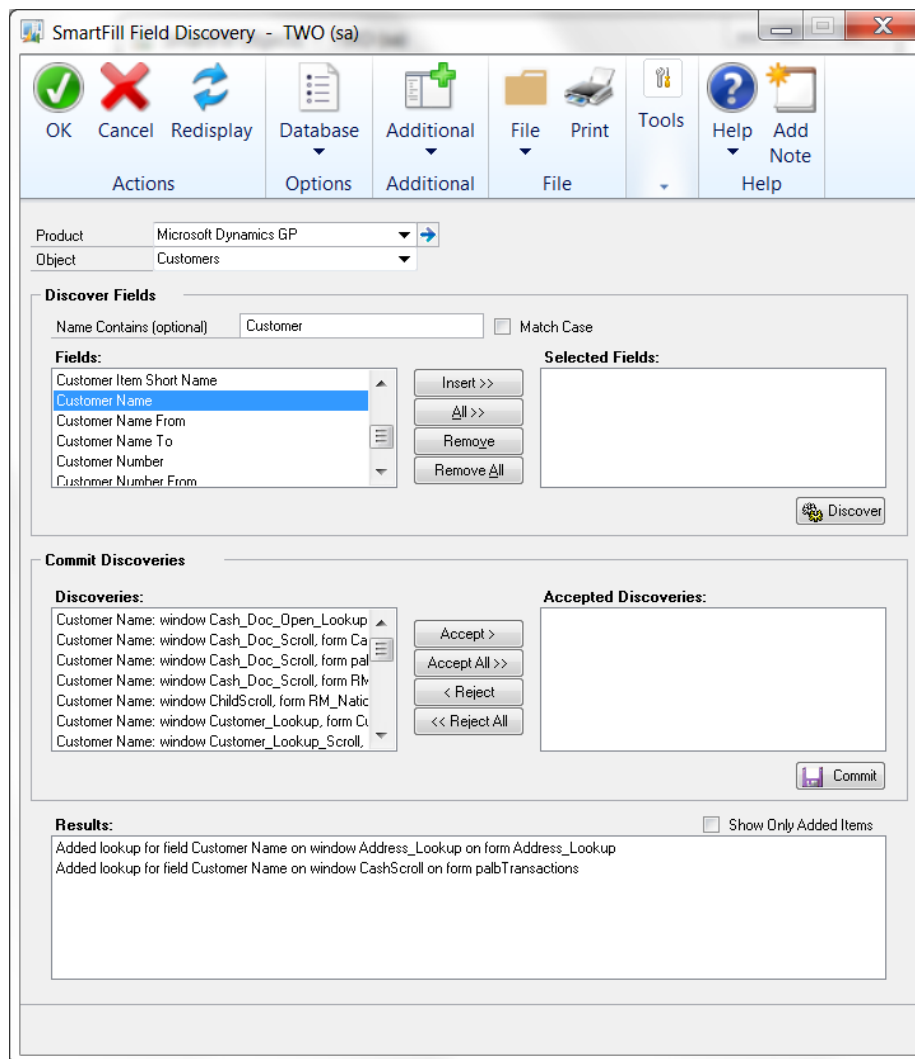 SmartFill Field Discovery - TWO (sa)
OK Cancel Redisplay Database Additional File Print Tools Help Add Note
Actions Options Additional File Help
Product Microsoft Dynamics GP
Object Customers
Discover Fields
Name Contains (optional) Customer Match Case
Fields: Selected Fields:
Customer Item Short Name
Customer Name
Customer Name From
Customer Name To
Customer Number
Customer Number From
Insert >>
All >>
Remove
Remove All
Discover
Commit Discoveries
Discoveries: Accepted Discoveries:
Customer Name: window Cash_Doc_Open_Lookup
Customer Name: window Cash_Doc_Scroll, form Ca
Customer Name: window Cash_Doc_Scroll, form pal
Customer Name: window Cash_Doc_Scroll, form RM
Customer Name: window ChildScroll, form RM_Natic
Customer Name: window Customer_Lookup, form Cu
Customer Name: window Customer_Lookup_Scroll,
Accept >
Accept All >>
< Reject
<< Reject All
Commit
Results: Show Only Added Items
Added lookup for field Customer Name on window Address_Lookup on form Address_Lookup
Added lookup for field Customer Name on window CashScroll on form palbTransactions